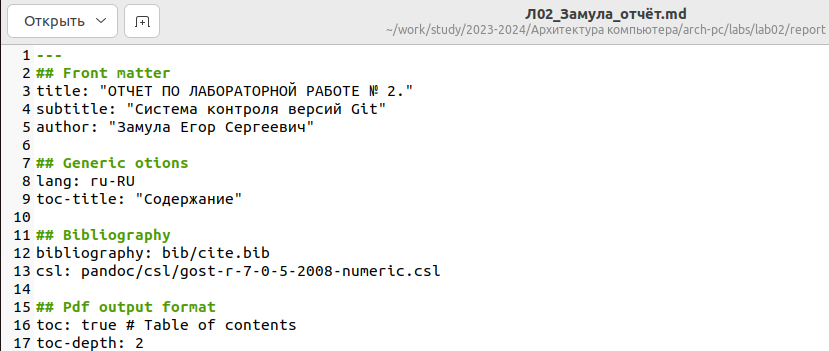 Открыть
Л02_Замула_отчёт.md
~/work/study/2023-2024/Архитектура компьютера/arch-pc/labs/lab02/report
1 ---
2 ## Front matter
3 title: "ОТЧЕТ ПО ЛАБОРАТОРНОЙ РАБОТЕ № 2."
4 subtitle: "Система контроля версий Git"
5 author: "Замула Егор Сергеевич"
6
7 ## Generic otions
8 lang: ru-RU
9 toc-title: "Содержание"
10
11 ## Bibliography
12 bibliography: bib/cite.bib
13 csl: pandoc/csl/gost-r-7-0-5-2008-numeric.csl
14
15 ## Pdf output format
16 toc: true # Table of contents
17 toc-depth: 2